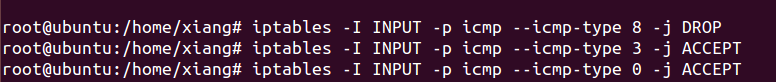 root@ubuntu:/home/xiang# iptables -I INPUT -p icmp --icmp-type 8 -j DROP
root@ubuntu:/home/xiang# iptables -I INPUT -p icmp --icmp-type 3 -j ACCEPT
root@ubuntu:/home/xiang# iptables -I INPUT -p icmp --icmp-type 0 -j ACCEPT